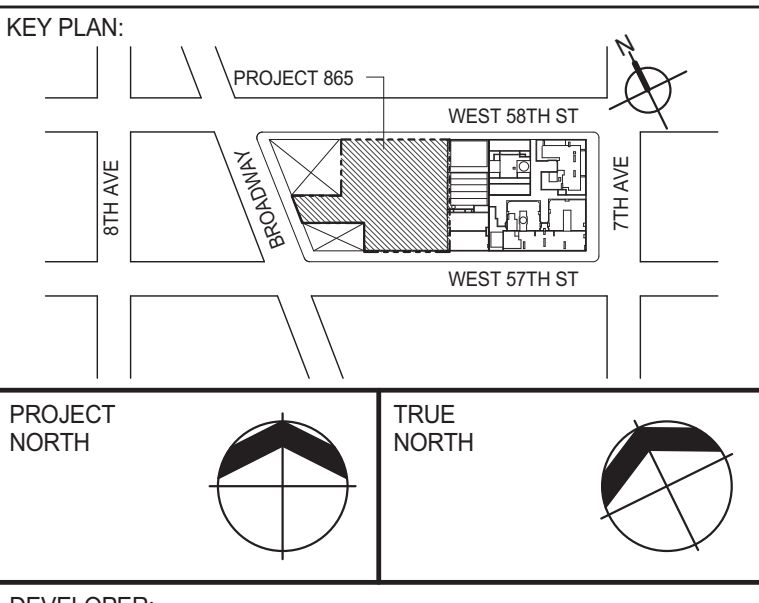 KEY PLAN:
PROJECT 865
N
WEST 58TH ST
8TH AVE
BROADWAY
7TH AVE
WEST 57TH ST
PROJECT
NORTH
TRUE
NORTH
DEVELOPER: